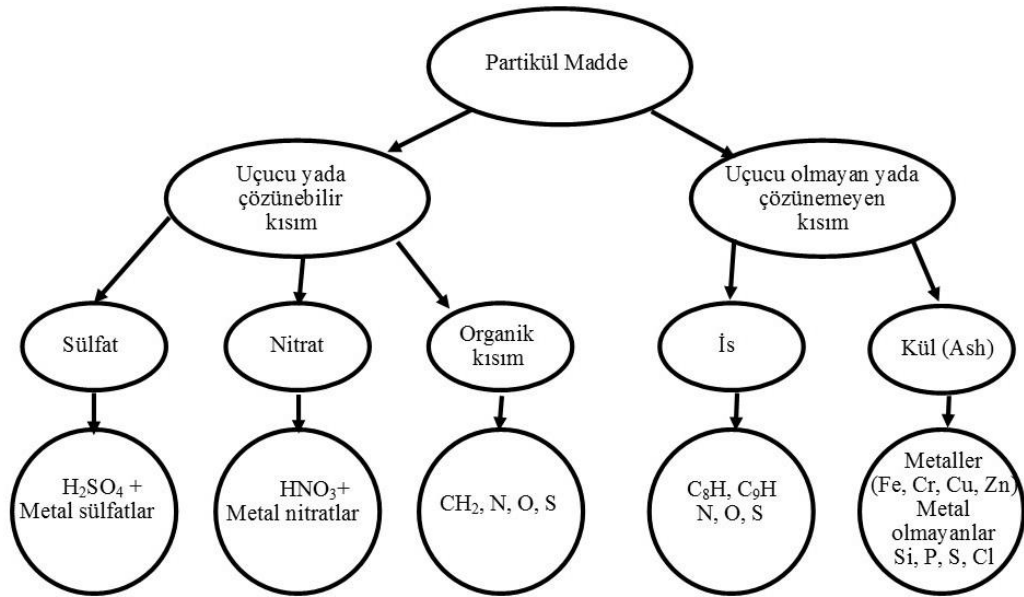 Partikül Madde
Uçucu yada
çözünebilir
kısım
Uçucu olmayan yada
çözünemeyen
kısım
Sülfat
Nitrat
Organik
kısım
İs
Kül (Ash)
H₂SO₄ +
Metal sülfatlar
HNO₃+
Metal nitratlar
CH₂, N, O, S
C₈H, C₉H
N, O, S
Metaller
(Fe, Cr, Cu, Zn)
Metal
olmayanlar
Si, P, S, Cl